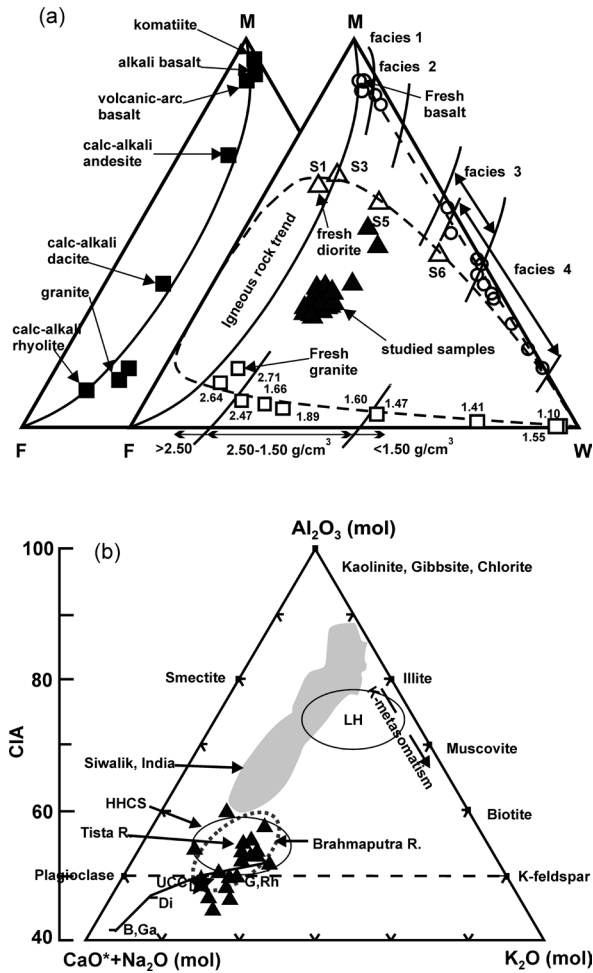 (a)
M
M
komatiite
alkali basalt
volcanic-arc
basalt
calc-alkali
andesite
calc-alkali
dacite
granite
calc-alkali
rhyolite
facies 1
facies 2
Fresh
basalt
facies 3
facies 4
S1
S3
S5
S6
fresh
diorite
Igneous rock trend
studied samples
Fresh
granite
2.71
2.64
1.66
2.47
1.89
1.60
1.47
1.41
1.10
1.55
F
F
W
>2.50
2.50-1.50 g/cm3
<1.50 g/cm3
(b)
Al2O3 (mol)
100
80
60
50
40
CIA
Kaolinite, Gibbsite, Chlorite
Smectite
Illite
LH
K-metasomatism
Muscovite
Siwalik, India
HHCS
Biotite
Tista R.
Brahmaputra R.
Plagioclase
UCC
G,Rh
K-feldspar
Di
B,Ga
CaO*+Na2O (mol)
K2O (mol)